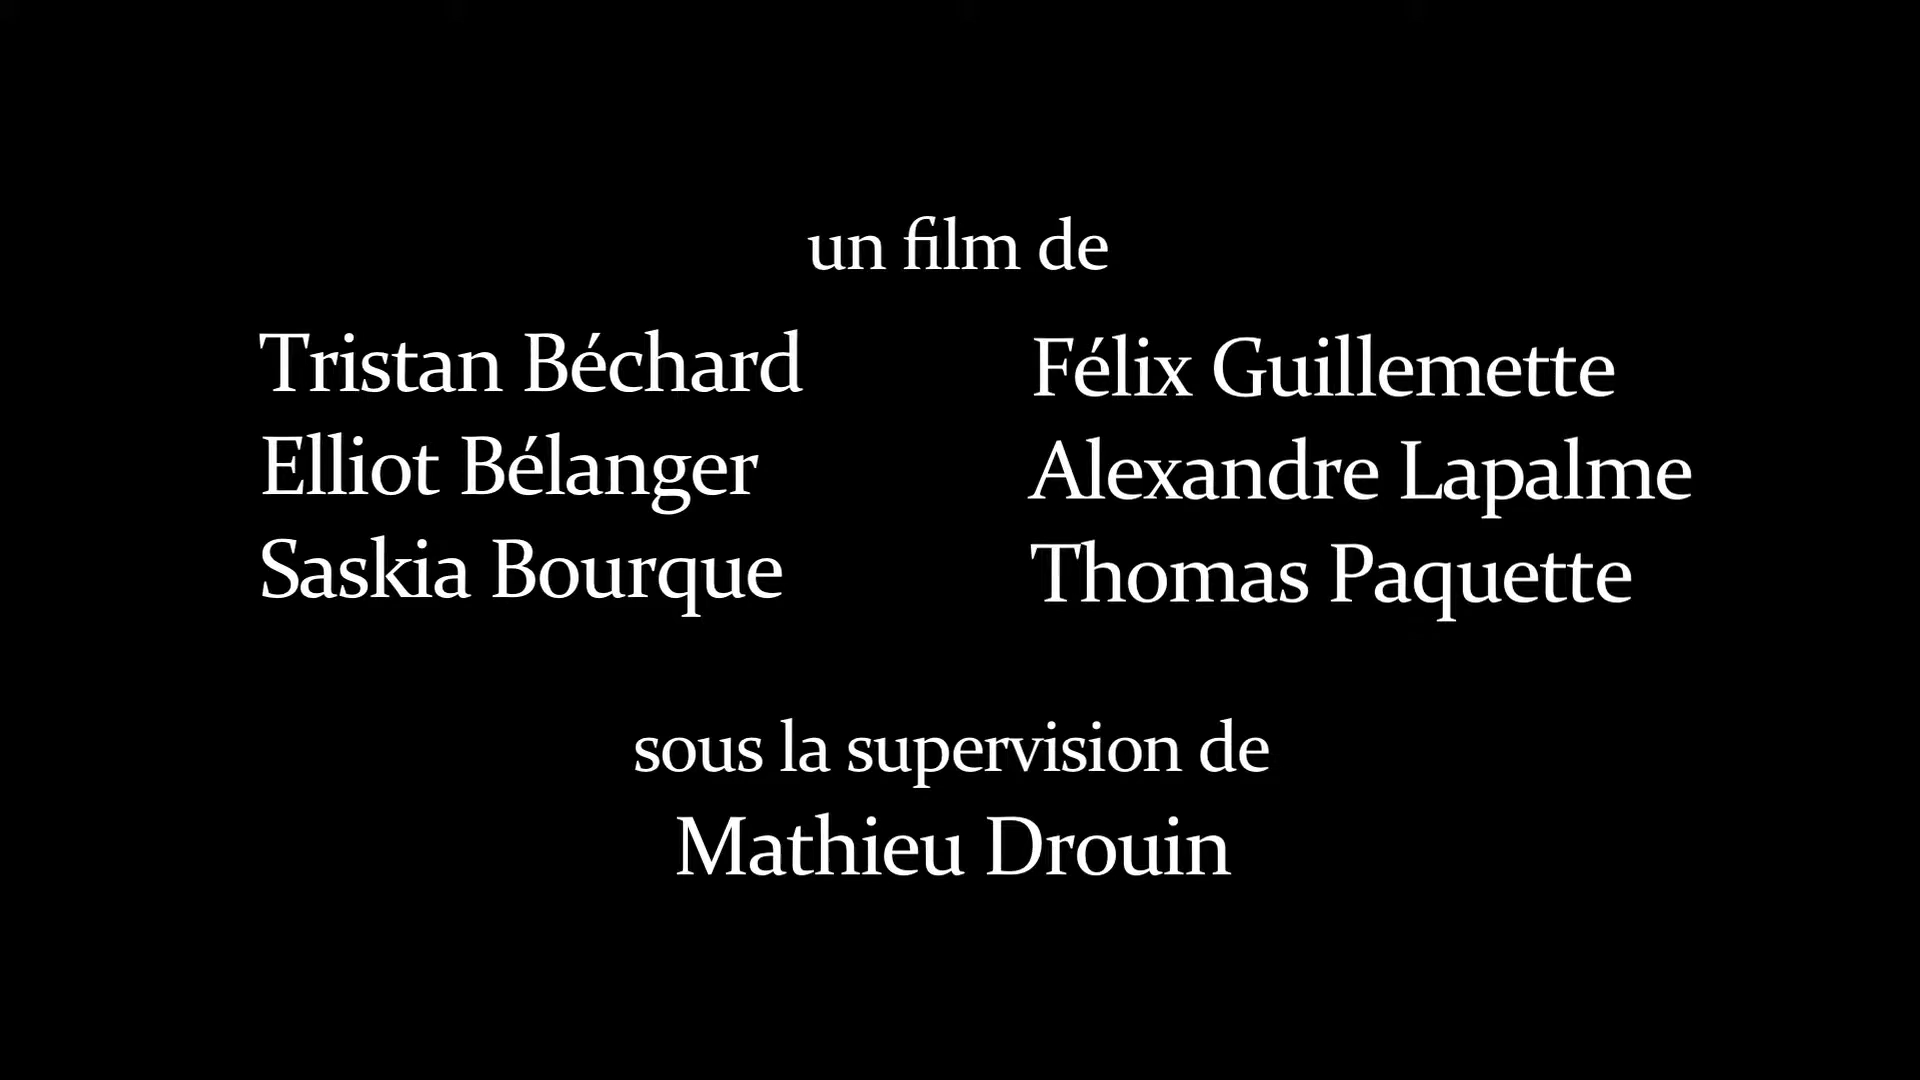 un film de
Tristan Béchard
Elliot Bélanger
Saskia Bourque
Félix Guillemette
Alexandre Lapalme
Thomas Paquette
sous la supervision de
Mathieu Drouin